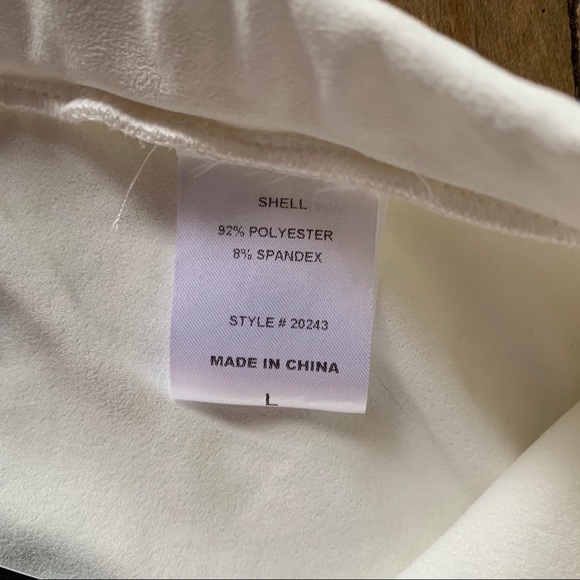 SHELL
92% POLYESTER
8% SPANDEX
STYLE # 20243
MADE IN CHINA
L